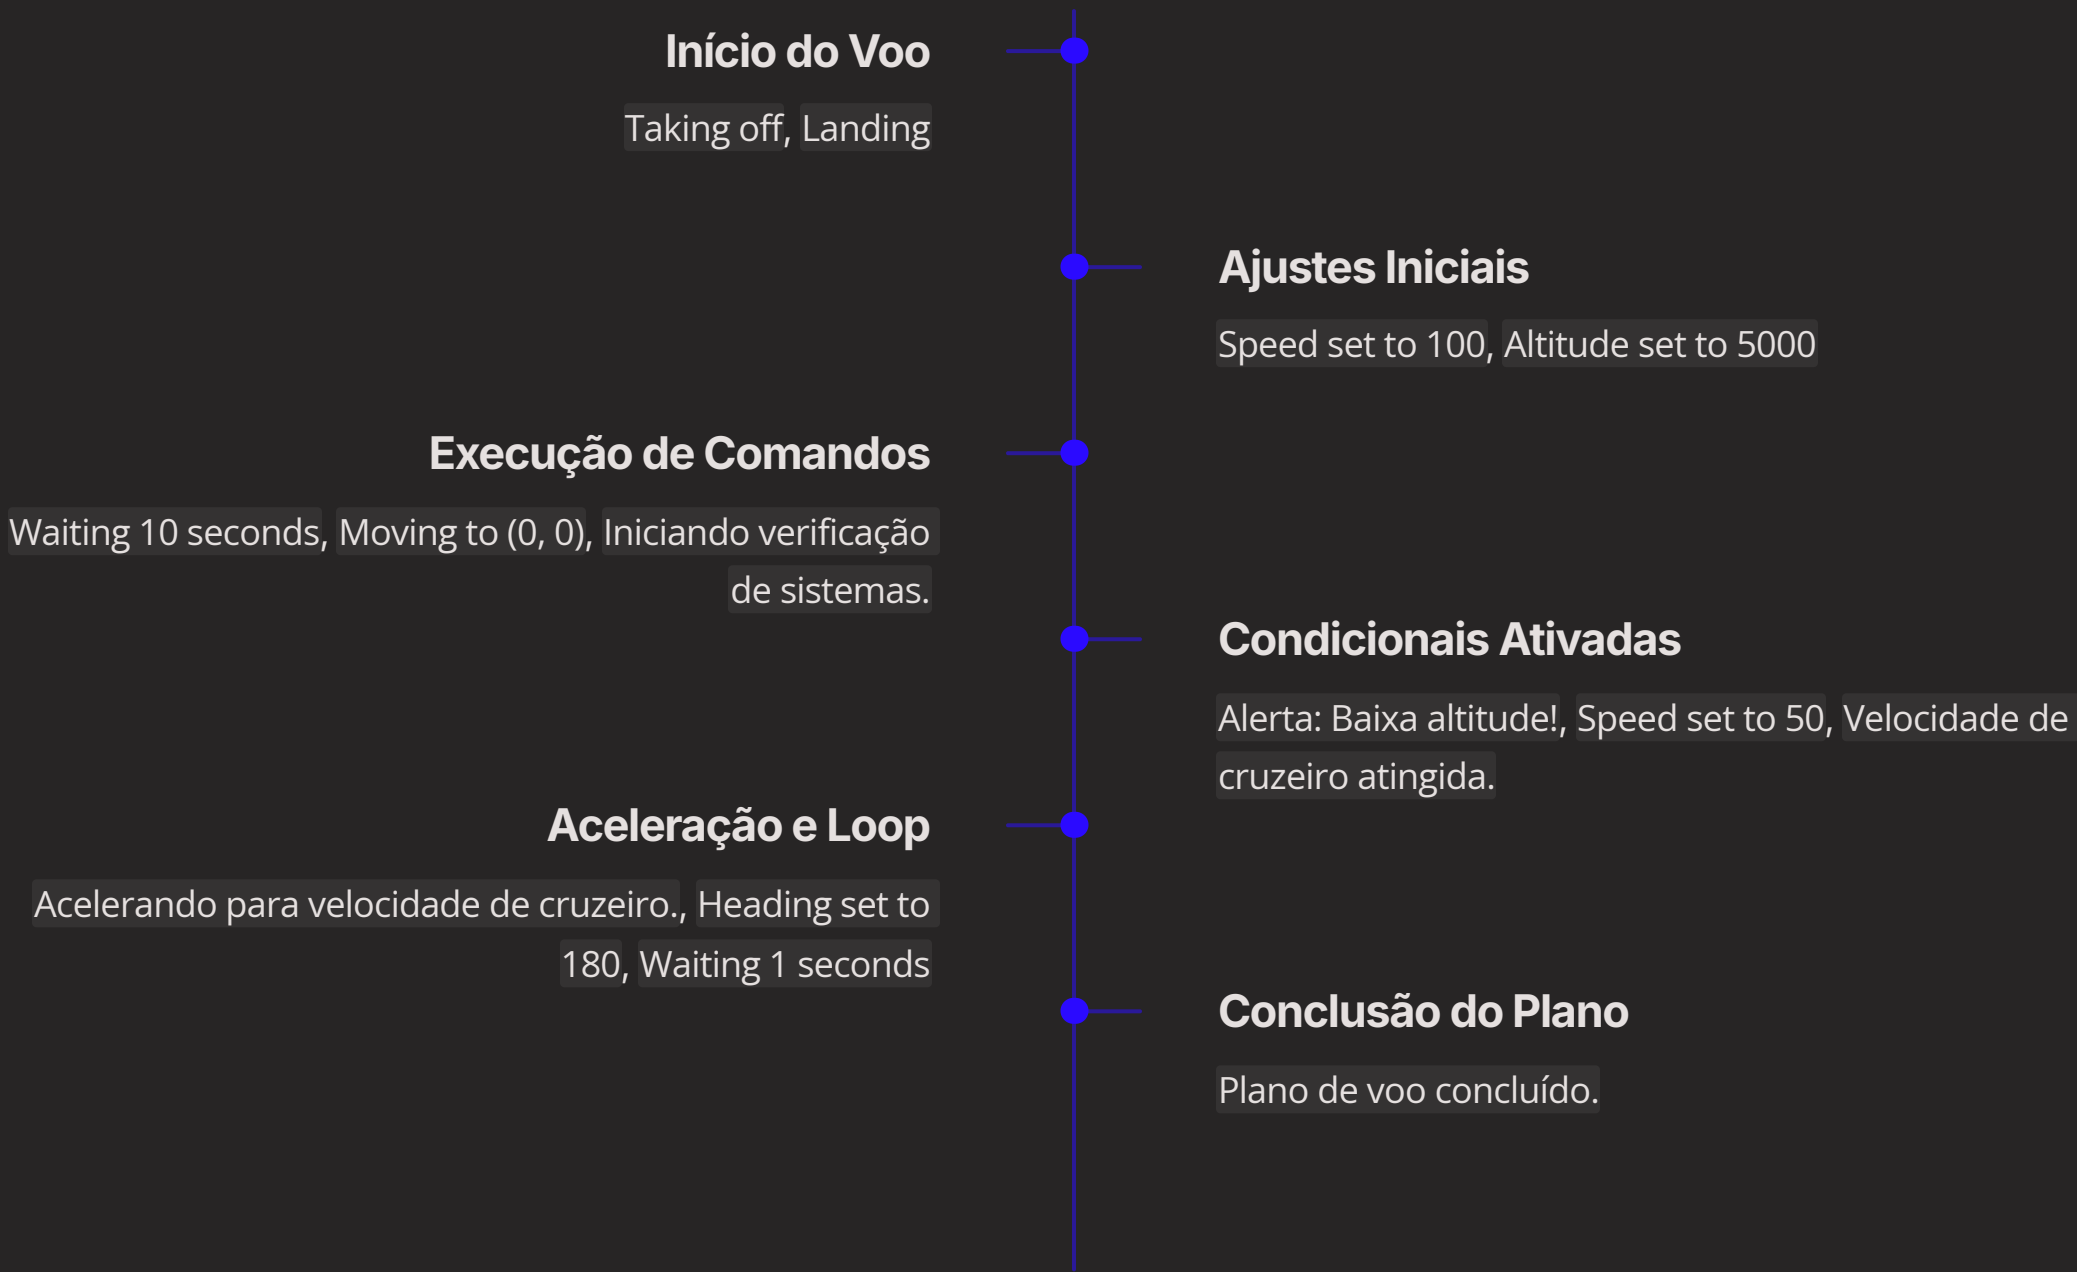 Início do Voo
Taking off, Landing
Ajustes Iniciais
Speed set to 100, Altitude set to 5000
Execução de Comandos
Waiting 10 seconds, Moving to (0, 0), Iniciando verificação
de sistemas.
Condicionais Ativadas
Alerta: Baixa altitude!, Speed set to 50, Velocidade de
cruzeiro atingida.
Aceleração e Loop
Acelerando para velocidade de cruzeiro., Heading set to
180, Waiting 1 seconds
Conclusão do Plano
Plano de voo concluído.